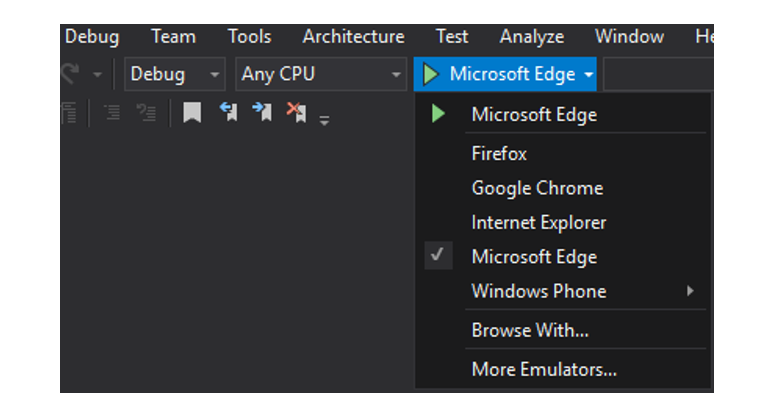 Debug Team Tools Architecture Test Analyze Window He
Debug Any CPU Microsoft Edge
Microsoft Edge
Firefox
Google Chrome
Internet Explorer
Microsoft Edge
Windows Phone
Browse With...
More Emulators...